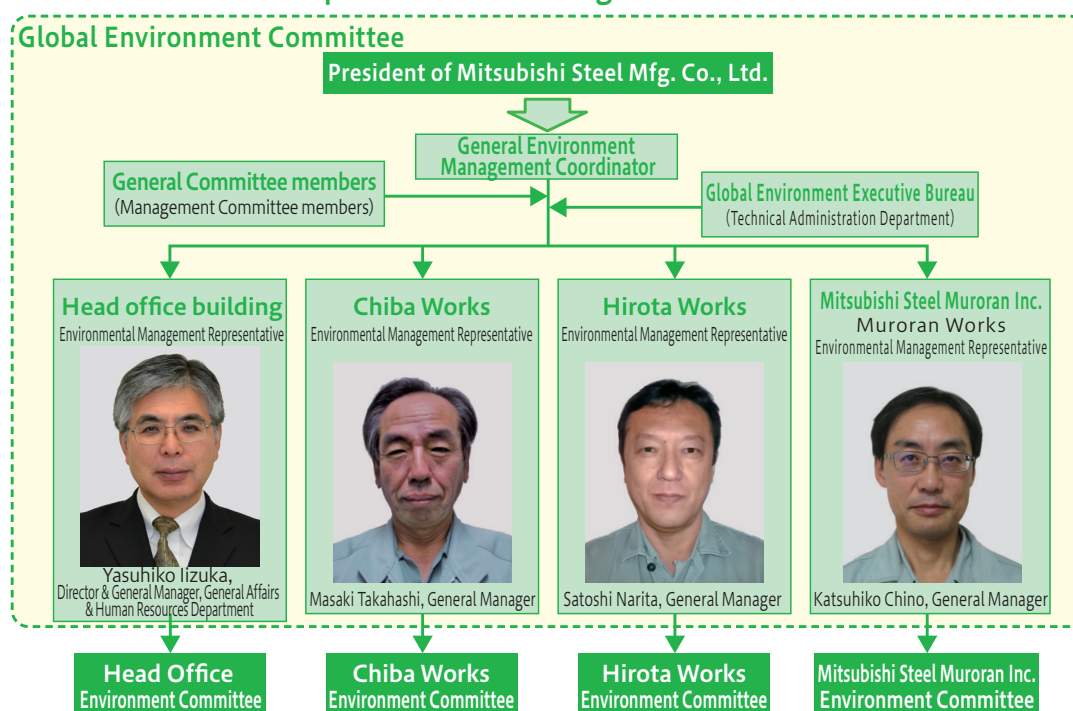 Global Environment Committee
President of Mitsubishi Steel Mfg. Co., Ltd.
General Environment
Management Coordinator
General Committee members
(Management Committee members)
Global Environment Executive Bureau
(Technical Administration Department)
Head office building
Environmental Management Representative
Yasuhiko Iizuka,
Director & General Manager, General Affairs
& Human Resources Department
Chiba Works
Environmental Management Representative
Masaki Takahashi, General Manager
Hirota Works
Environmental Management Representative
Satoshi Narita, General Manager
Mitsubishi Steel Muroran Inc.
Muroran Works
Environmental Management Representative
Katsuhiko Chino, General Manager
Head Office
Environment Committee
Chiba Works
Environment Committee
Hirota Works
Environment Committee
Mitsubishi Steel Muroran Inc.
Environment Committee